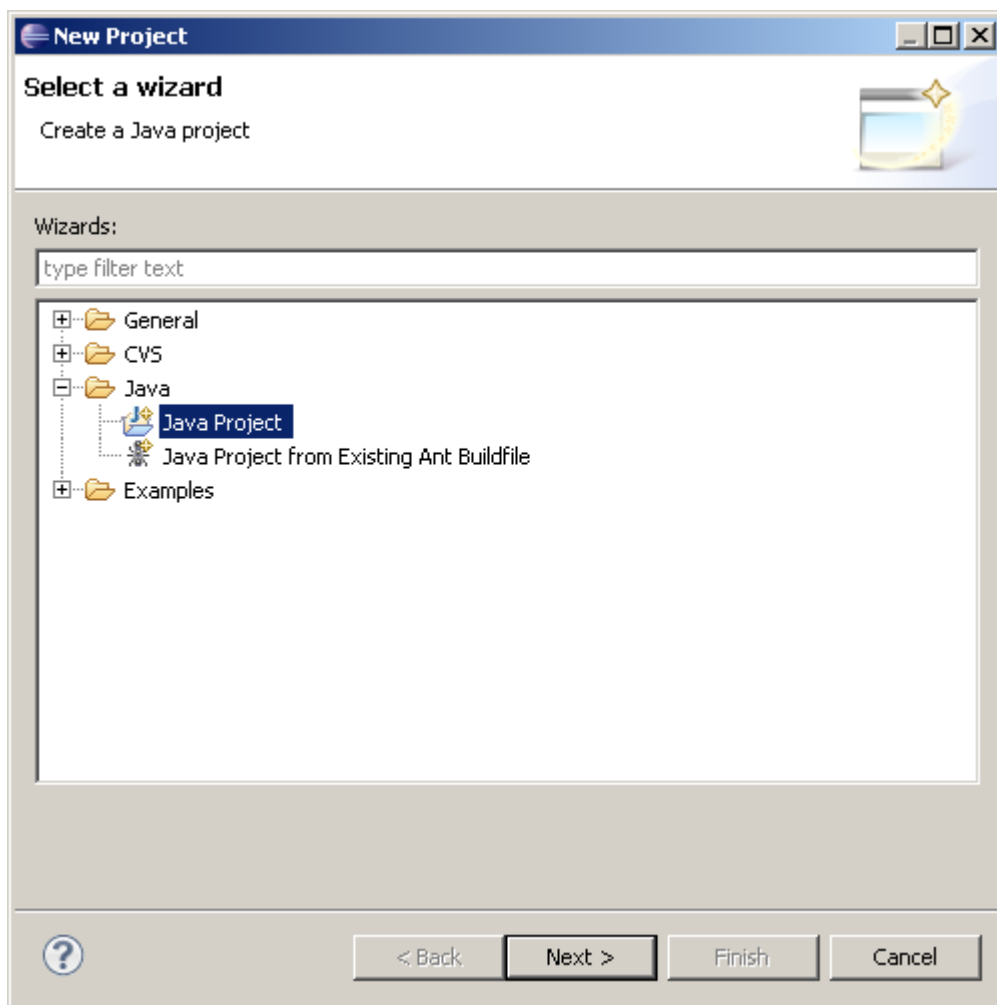 New Project
Select a wizard
Create a Java project
Wizards:
type filter text
General
CVS
Java
Java Project
Java Project from Existing Ant Buildfile
Examples
? < Back Next > Finish Cancel